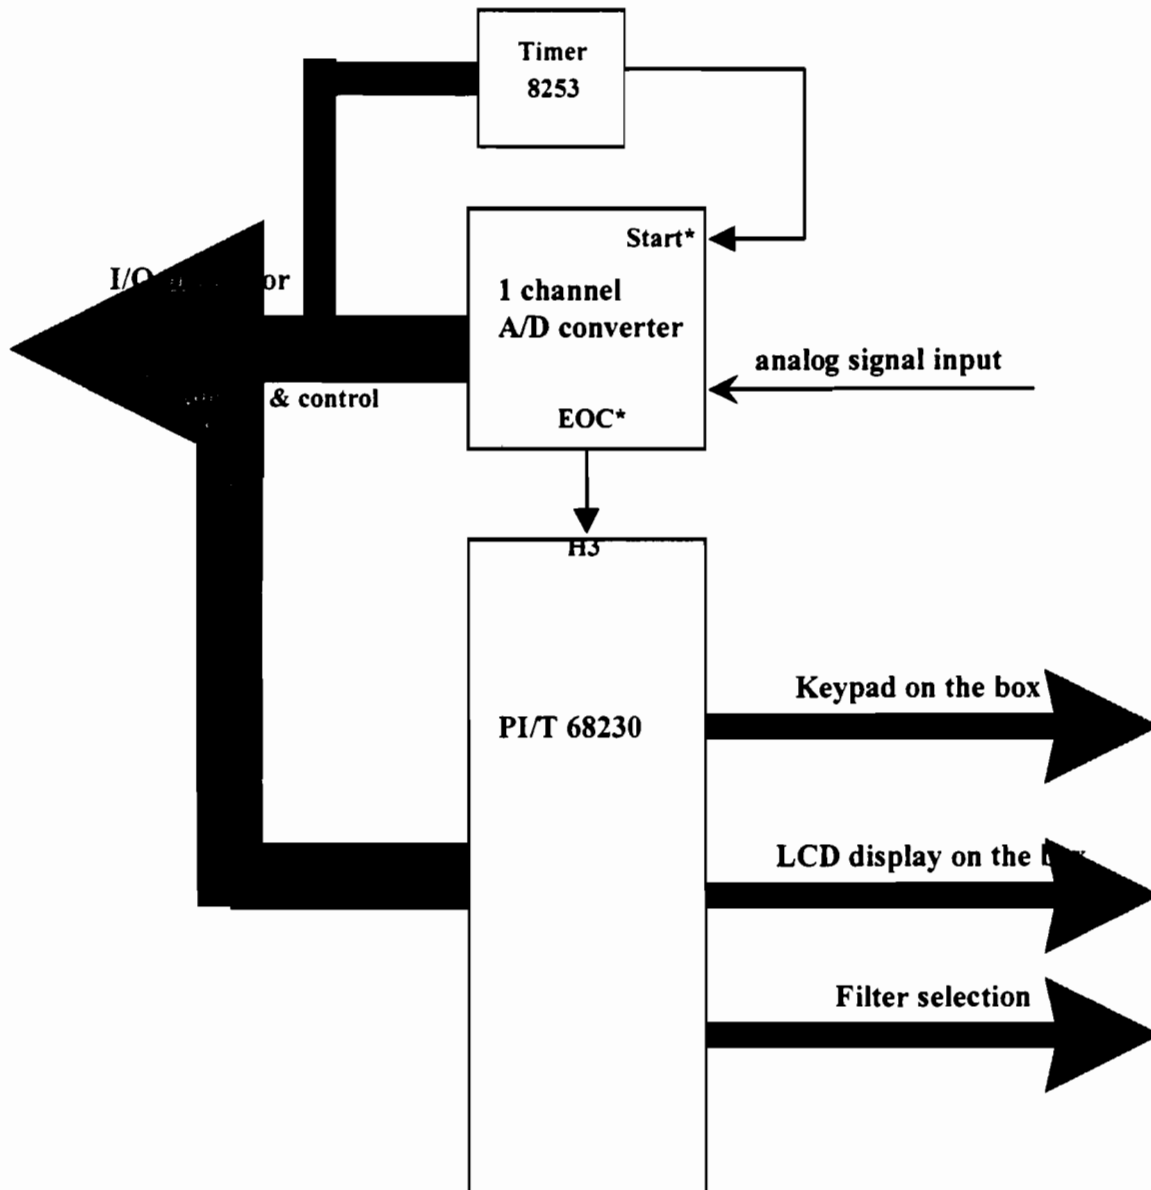 Timer
8253
Start*
I/O
or
1 channel
A/D converter
analog signal input
& control
EOC*
H3
Keypad on the box
PI/T 68230
LCD display on the
Filter selection